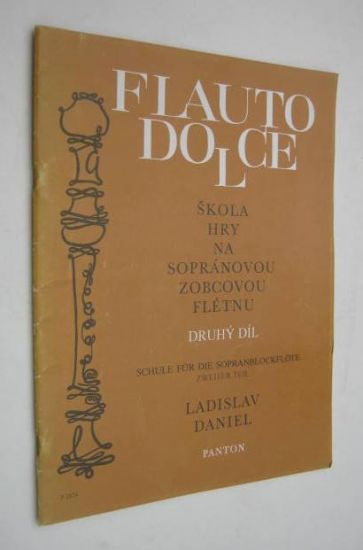 FLAUTO
DOLCE
ŠKOLA
HRY
NA
SOPRÁNOVOU
ZOBCOVOU
FLÉTNU
DRUHÝ DÍL
SCHULE FÜR DIE SOPRANBLOCKFLÖTE
ZWEITER TEIL
LADISLAV
DANIEL
PANTON